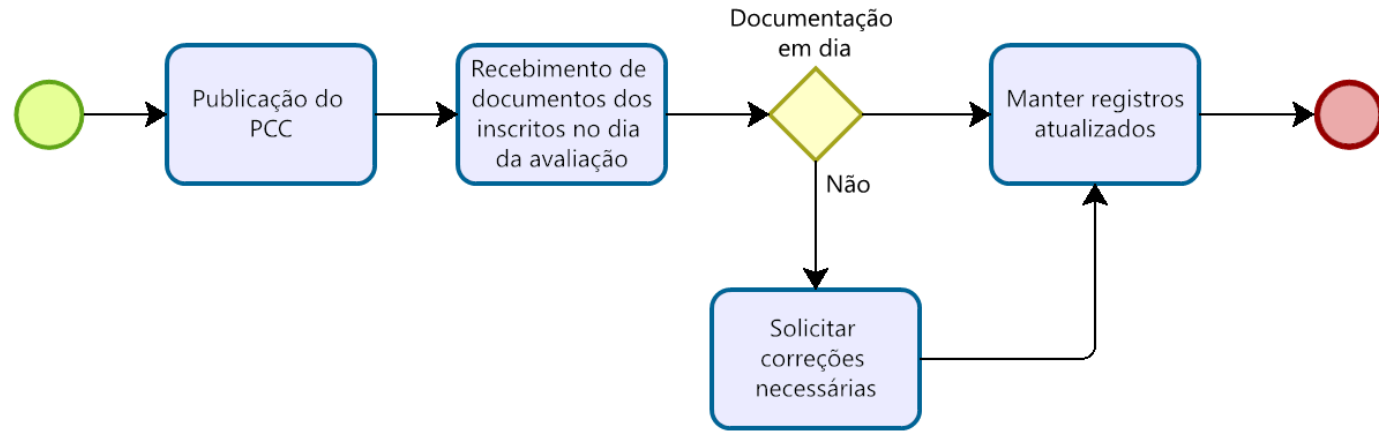 Publicação do
PCC
Recebimento de
documentos dos
inscritos no dia
da avaliação
Documentação
em dia
Não
Manter registros
atualizados
Solicitar
correções
necessárias